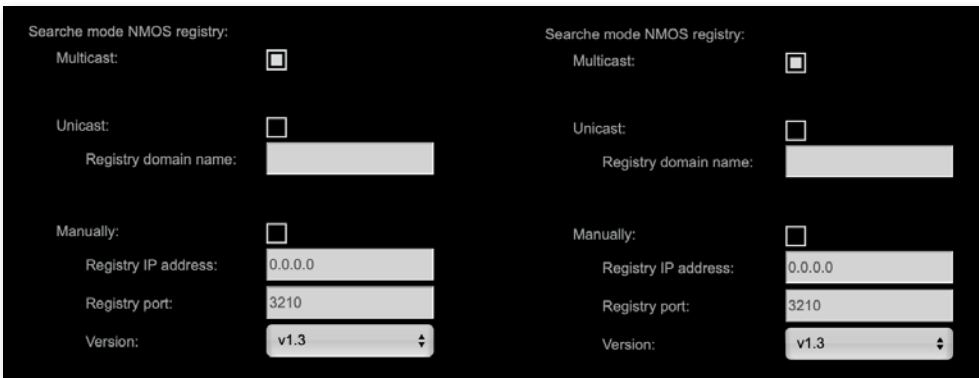 Searche mode NMOS registry:
Multicast:
Unicast:
Registry domain name:
Manually:
Registry IP address: 0.0.0.0
Registry port: 3210
Version: v1.3
Searche mode NMOS registry:
Multicast:
Unicast:
Registry domain name:
Manually:
Registry IP address: 0.0.0.0
Registry port: 3210
Version: v1.3